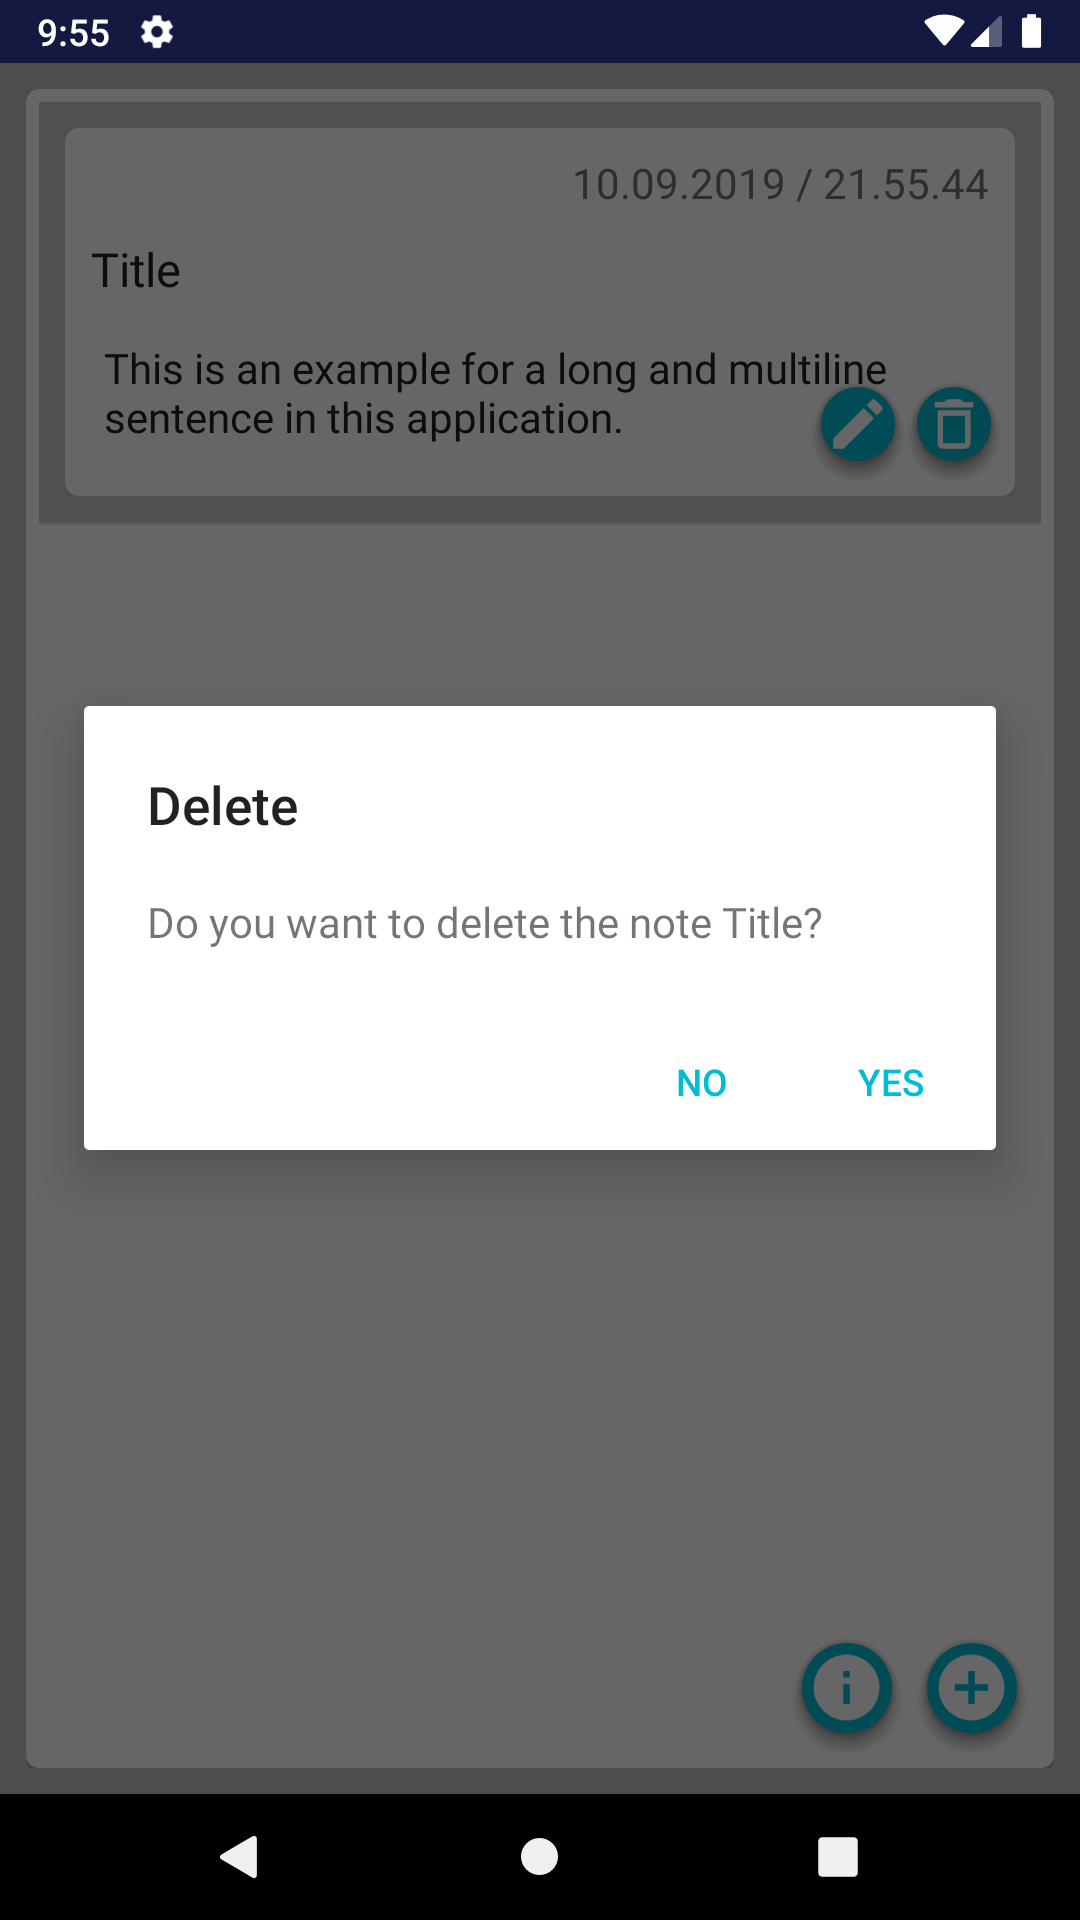 9:55
10.09.2019 / 21.55.44
Title
This is an example for a long and multiline
sentence in this application.
Delete
Do you want to delete the note Title?
NO YES